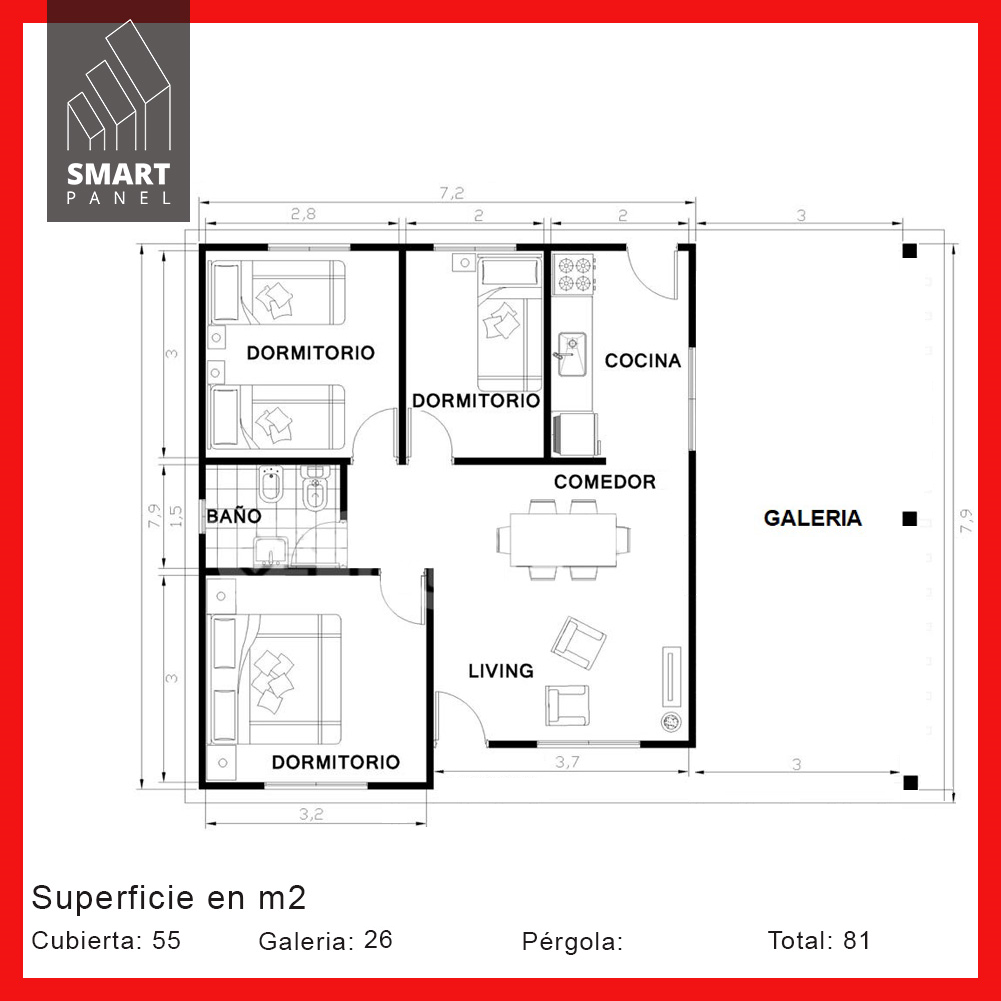 SMART
PANEL
7,2
2,8
2
2
3
DORMITORIO
DORMITORIO
COCINA
3
COMEDOR
BAÑO
7,9
1,5
GALERIA
7,9
LIVING
3
DORMITORIO
3,7
3
3,2
Superficie en m2
Cubierta: 55
Galeria: 26
Pérgola:
Total: 81